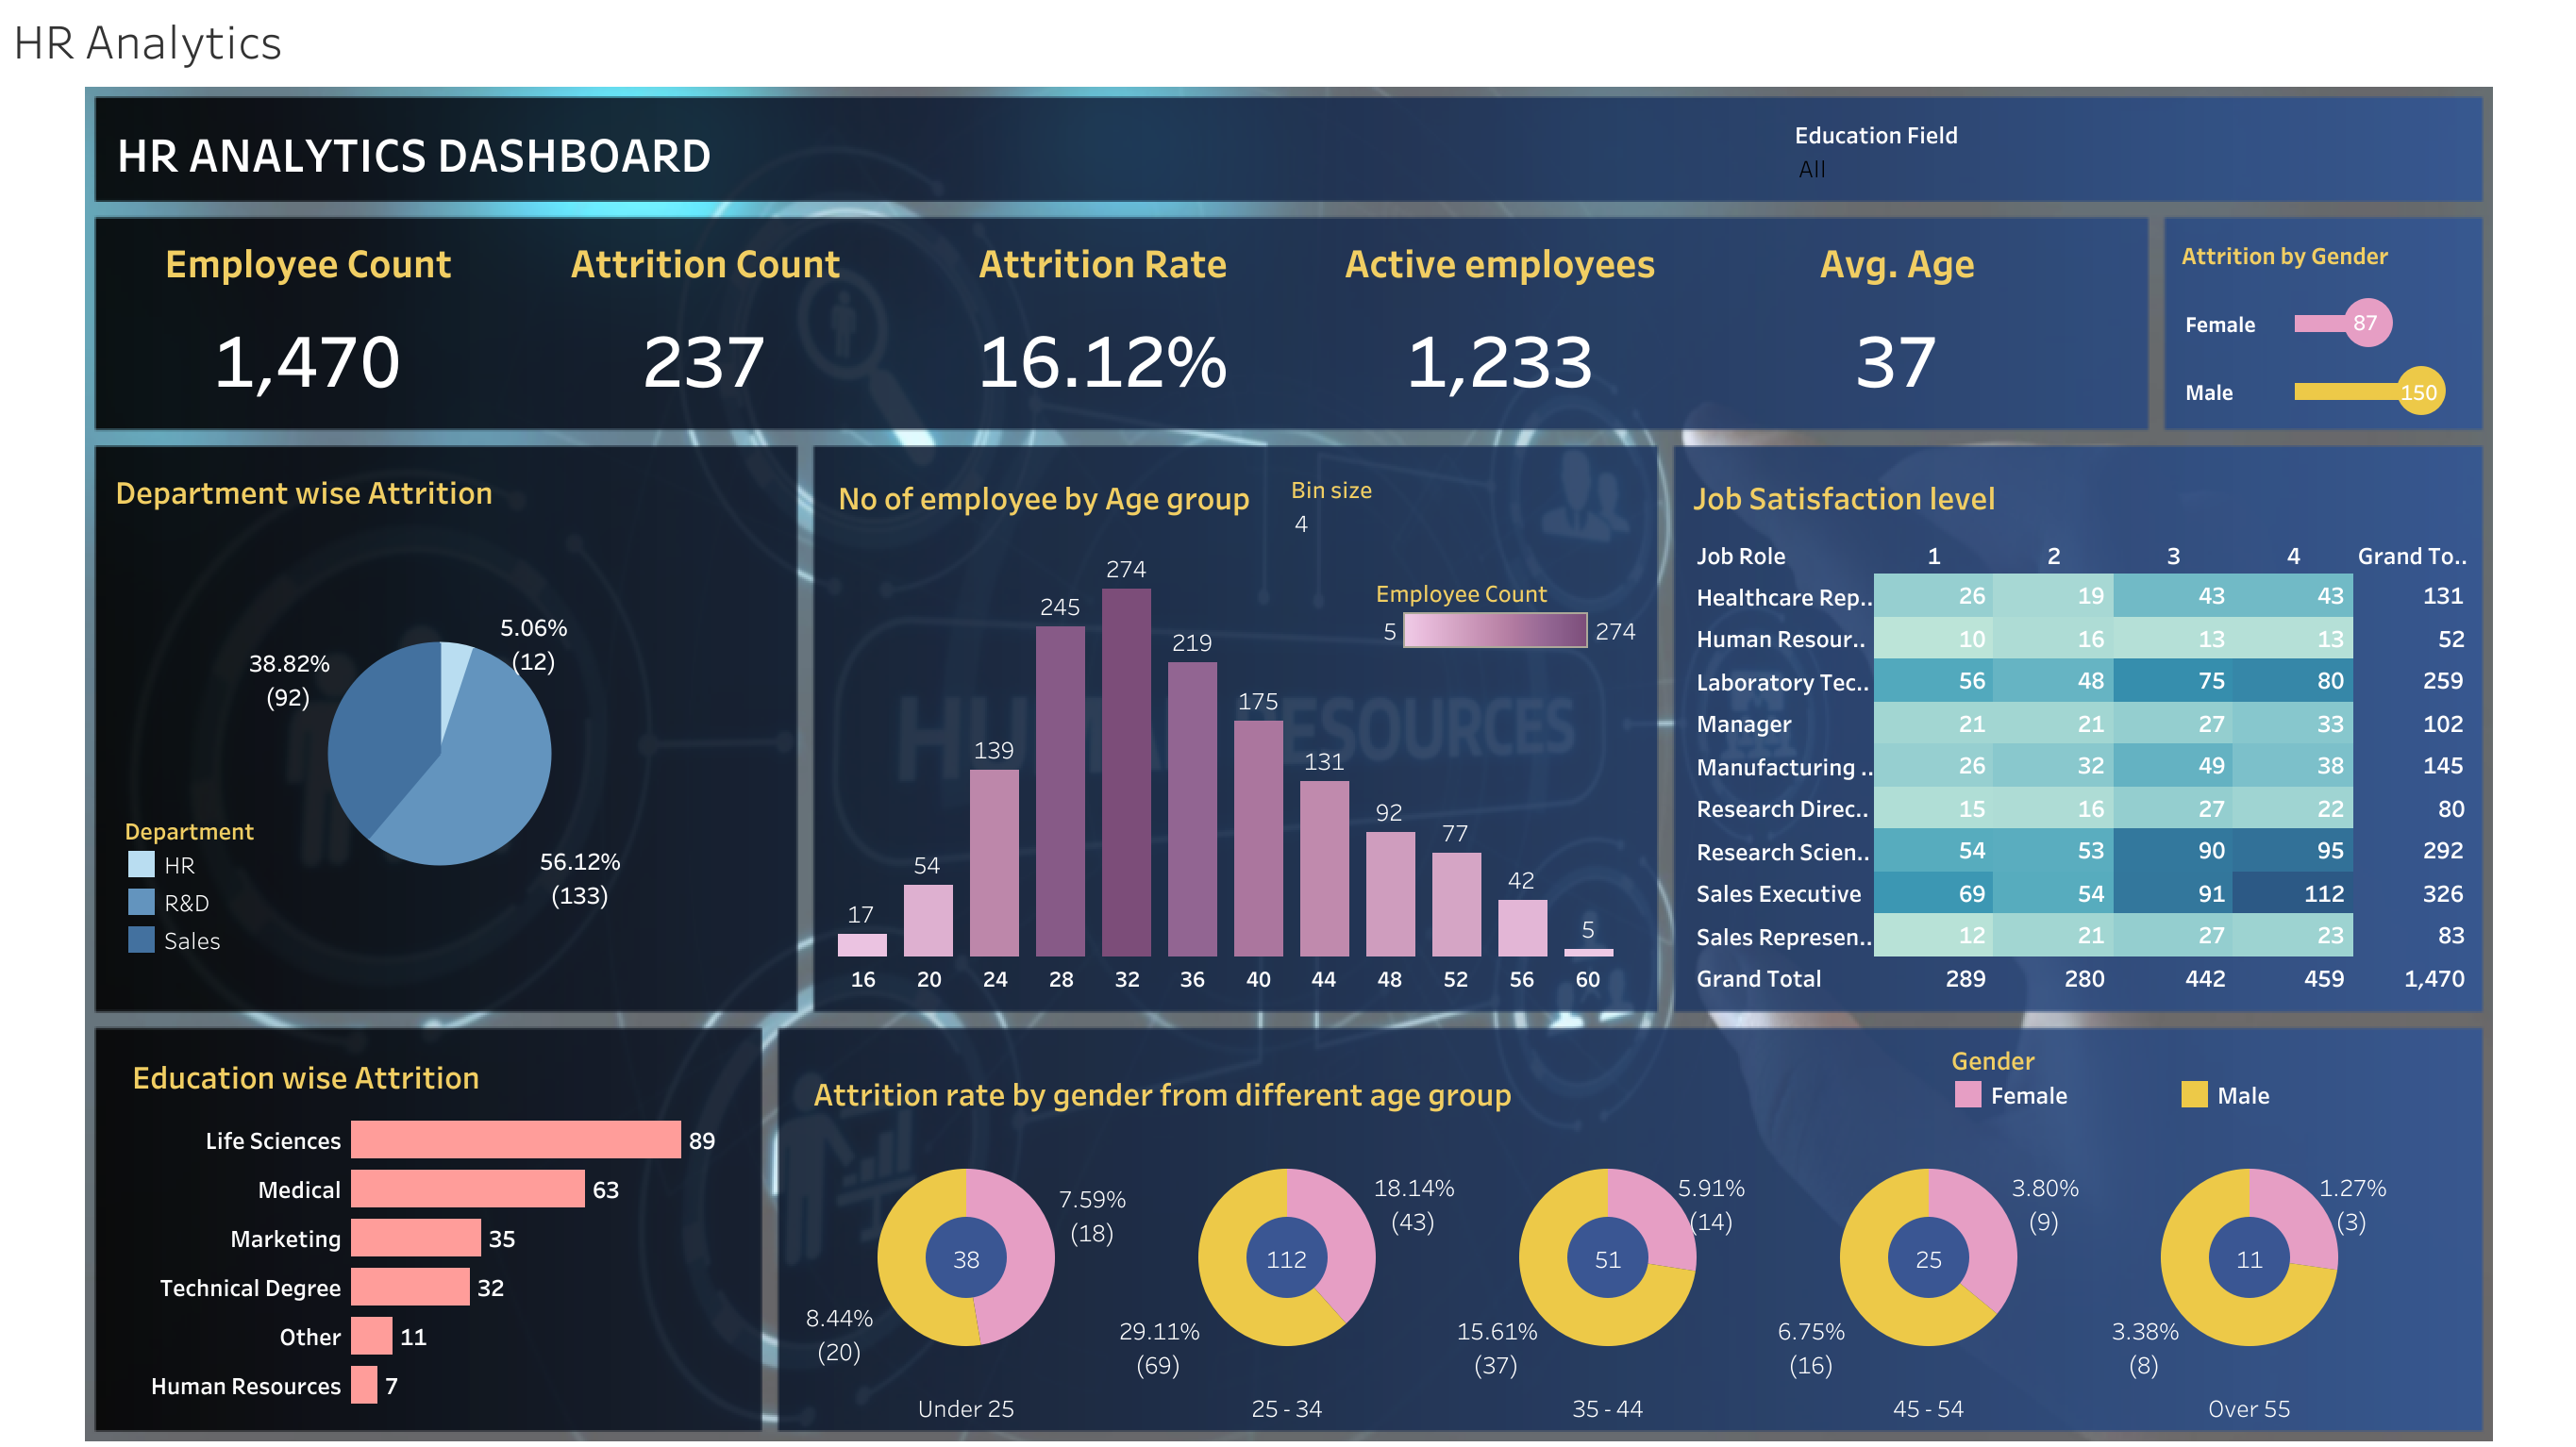 HR Analytics
HR ANALYTICS DASHBOARD
Education Field
All
Employee Count
Attrition Count
Attrition Rate
Active employees
Avg. Age
1,470
237
16.12%
1,233
37
Attrition by Gender
Female 87
Male 150
Department wise Attrition
5.06%
(12)
38.82%
(92)
56.12%
(133)
Department
HR
R&D
Sales
No of employee by Age group
Bin size
4
Employee Count
5 274
17 54 139 245 274 219 175 131 92 77 42 5
16 20 24 28 32 36 40 44 48 52 56 60
HUMAN RESOURCES
Job Satisfaction level
Job Role 1 2 3 4 Grand To..
Healthcare Rep.. 26 19 43 43 131
Human Resour.. 10 16 13 13 52
Laboratory Tec.. 56 48 75 80 259
Manager 21 21 27 33 102
Manufacturing .. 26 32 49 38 145
Research Direc.. 15 16 27 22 80
Research Scien.. 54 53 90 95 292
Sales Executive 69 54 91 112 326
Sales Represen.. 12 21 27 23 83
Grand Total 289 280 442 459 1,470
Education wise Attrition
Life Sciences 89
Medical 63
Marketing 35
Technical Degree 32
Other 11
Human Resources 7
Attrition rate by gender from different age group
Gender
Female
Male
7.59%
(18)
38
8.44%
(20)
Under 25
18.14%
(43)
112
29.11%
(69)
25 - 34
5.91%
(14)
51
15.61%
(37)
35 - 44
3.80%
(9)
25
6.75%
(16)
45 - 54
1.27%
(3)
11
3.38%
(8)
Over 55